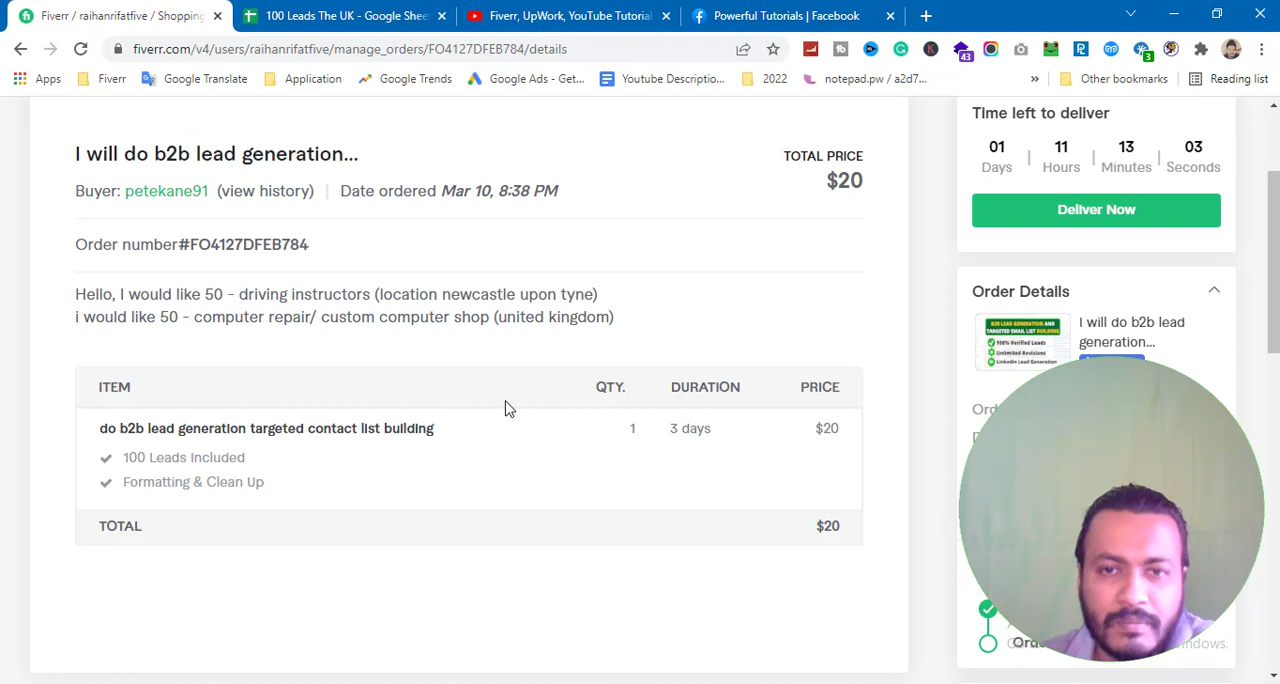 Fiverr / raihanrifatfive / Shopping
100 Leads The UK - Google Shee
Fiverr, UpWork, YouTube Tutorial
Powerful Tutorials | Facebook
fiverr.com/v4/users/raihanrifatfive/manage_orders/FO4127DFEB784/details
43
3
Apps
Fiverr
Google Translate
Application
Google Trends
Google Ads - Get...
Youtube Descriptio...
2022
notepad.pw / a2d7...
»
Other bookmarks
Reading list
I will do b2b lead generation...
TOTAL PRICE
$20
Buyer: petekane91 (view history) | Date ordered Mar 10, 8:38 PM
Order number#FO4127DFEB784
Hello, I would like 50 - driving instructors (location newcastle upon tyne)
i would like 50 - computer repair/ custom computer shop (united kingdom)
ITEM QTY. DURATION PRICE
do b2b lead generation targeted contact list building 1 3 days $20
100 Leads Included
Formatting & Clean Up
TOTAL $20
Time left to deliver
01 11 13 03
Days Hours Minutes Seconds
Deliver Now
Order Details
B2B LEAD GENERATION AND
TARGETED EMAIL LIST BUILDING
100% Verified Leads
Unlimited Revisions
Linkedin Lead Generation
I will do b2b lead
generation...